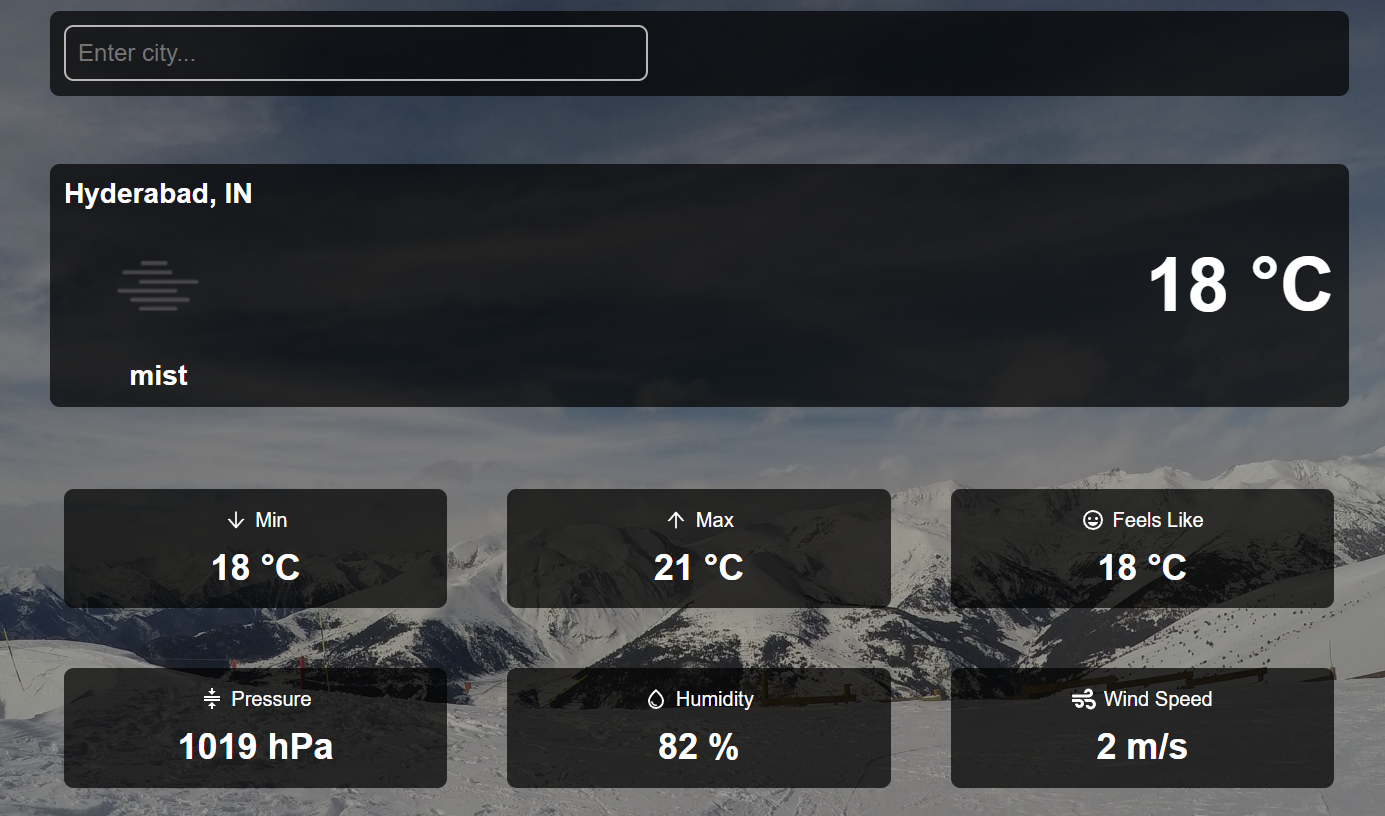 Enter city...
Hyderabad, IN
18 °C
mist
Min
Max
Feels Like
18 °C
21 °C
18 °C
Pressure
Humidity
Wind Speed
1019 hPa
82 %
2 m/s